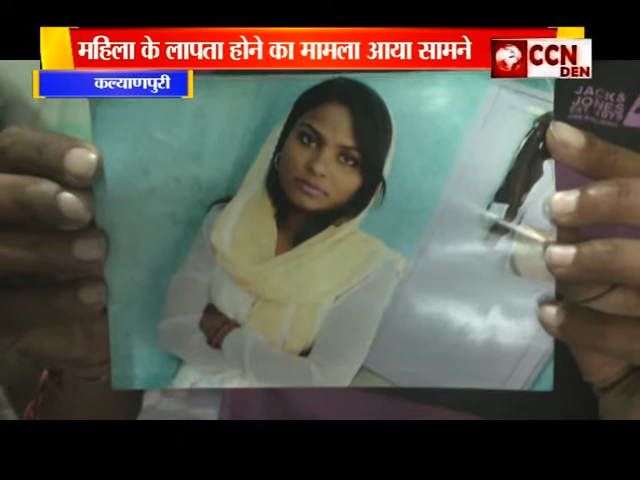 महिला के लापता होने का मामला आया सामने
CCN
DEN
कल्याणपुरी
JACK&
JONES